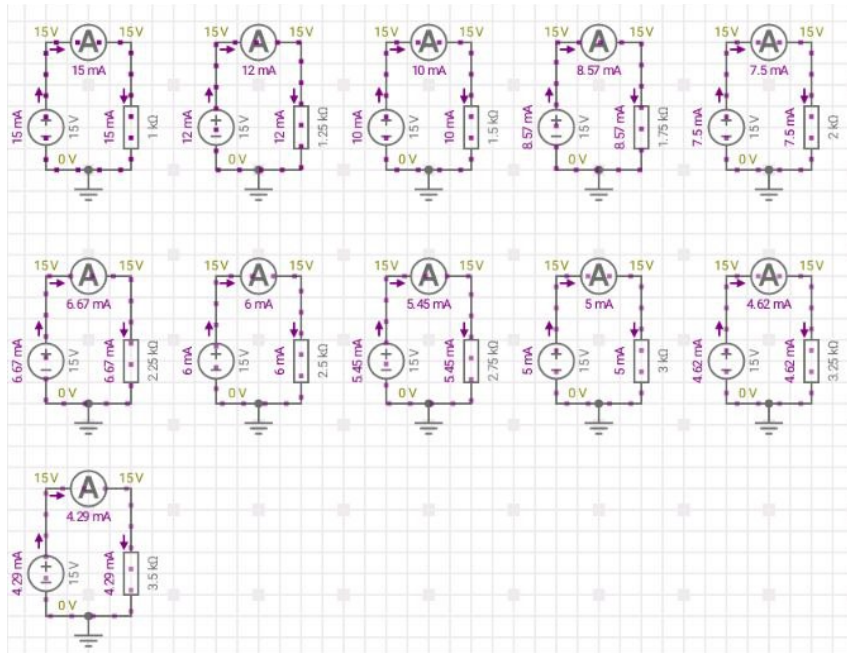 15V A 15V 15V A 15V 15V A 15V 15V A 15V 15V A 15V
15 mA 12 mA 10 mA 8.57 mA 7.5 mA
15 mA + − 15V 15 mA 1 kΩ 12 mA + − 15V 12 mA 1.25 kΩ 10 mA + − 15V 10 mA 1.5 kΩ 8.57 mA + − 15V 8.57 mA 1.75 kΩ 7.5 mA + − 15V 7.5 mA 2 kΩ
0V 0V 0V 0V 0V
15V A 15V 15V A 15V 15V A 15V 15V A 15V 15V A 15V
6.67 mA 6 mA 5.45 mA 5 mA 4.62 mA
6.67 mA + − 15V 6.67 mA 2.25 kΩ 6 mA + − 15V 6 mA 2.5 kΩ 5.45 mA + − 15V 5.45 mA 2.75 kΩ 5 mA + − 15V 5 mA 3 kΩ 4.62 mA + − 15V 4.62 mA 3.25 kΩ
0V 0V 0V 0V 0V
15V A 15V
4.29 mA
4.29 mA + − 15V 4.29 mA 3.5 kΩ
0V